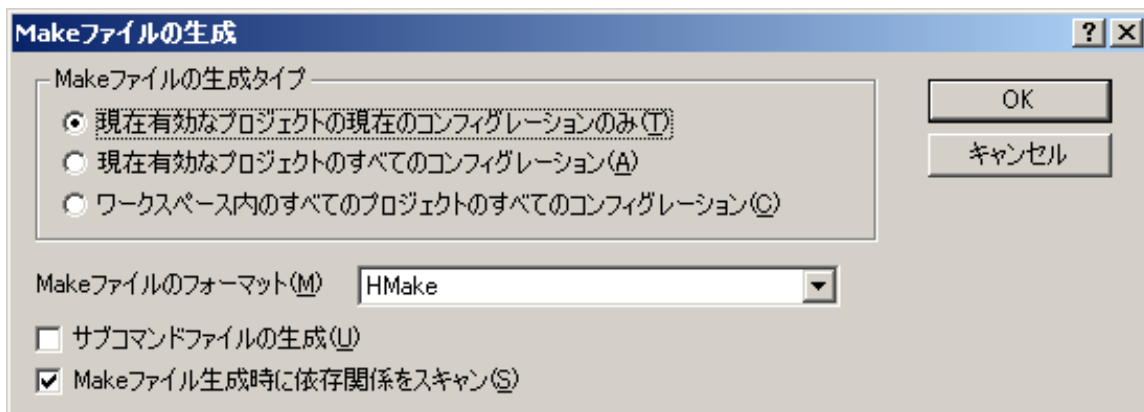 Makeファイルの生成
Makeファイルの生成タイプ
現在有効なプロジェクトの現在のコンフィグレーションのみ(T)
現在有効なプロジェクトのすべてのコンフィグレーション(A)
ワークスペース内のすべてのプロジェクトのすべてのコンフィグレーション(C)
OK
キャンセル
Makeファイルのフォーマット(M) HMake
サブコマンドファイルの生成(U)
Makeファイル生成時に依存関係をスキャン(S)